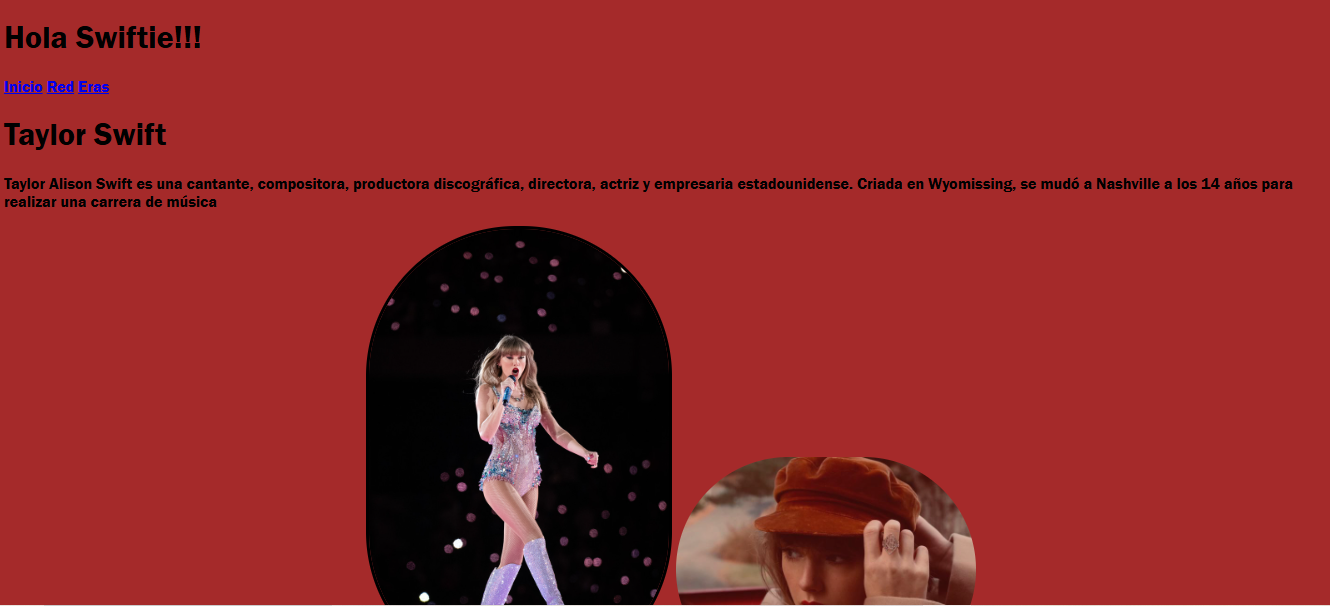 Hola Swiftie!!!
Inicio Red Eras
Taylor Swift
Taylor Alison Swift es una cantante, compositora, productora discográfica, directora, actriz y empresaria estadounidense. Criada en Wyomissing, se mudó a Nashville a los 14 años para
realizar una carrera de música